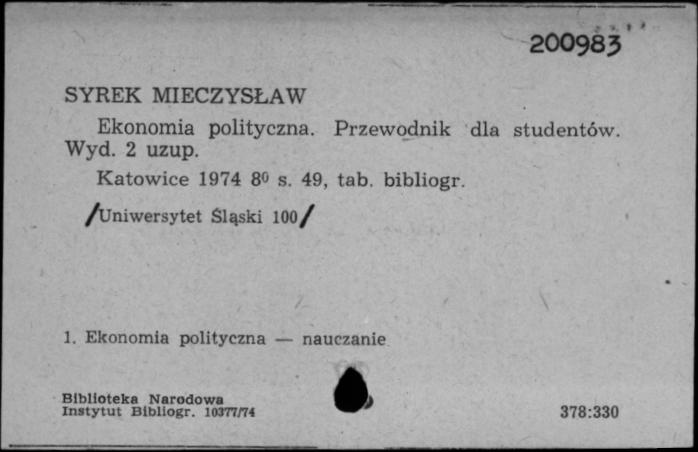 200983
SYREK MIECZYSŁAW
Ekonomia polityczna. Przewodnik dla studentów.
Wyd. 2 uzup.
Katowice 1974 8⁰ s. 49, tab. bibliogr.
/Uniwersytet Śląski 100/
1. Ekonomia polityczna — nauczanie
Biblioteka Narodowa
Instytut Bibliogr. 10377/74
378:330